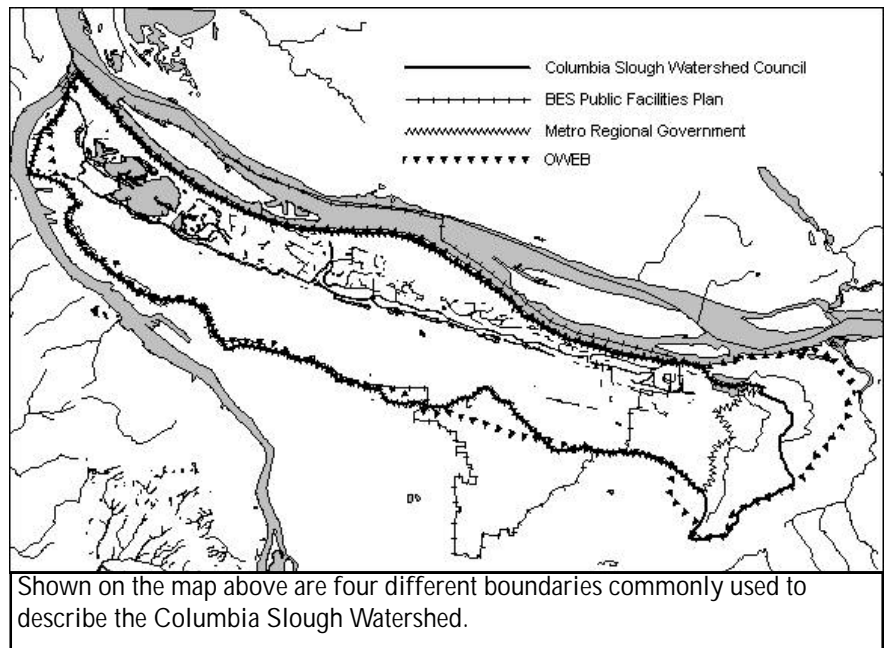 Columbia Slough Watershed Council
BES Public Facilities Plan
Metro Regional Government
OWEB
Shown on the map above are four different boundaries commonly used to
describe the Columbia Slough Watershed.